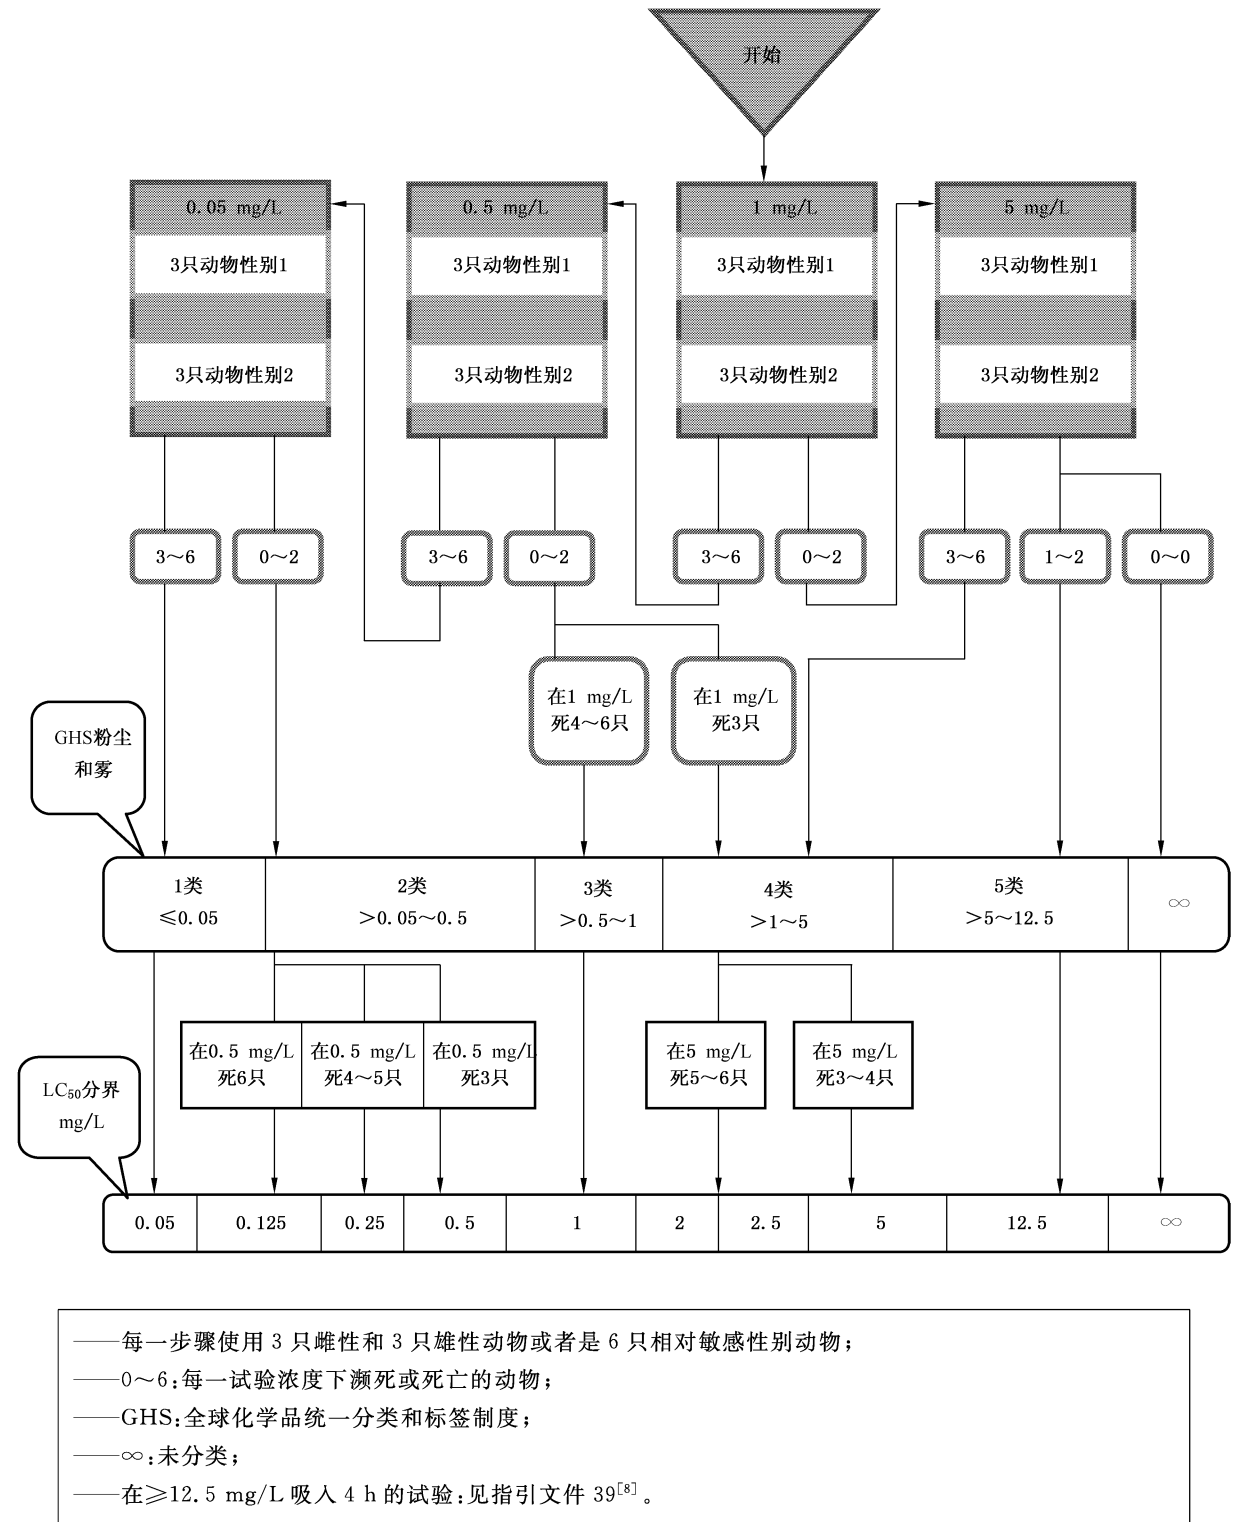 开始
0.05 mg/L
0.5 mg/L
1 mg/L
5 mg/L
3只动物性别1
3只动物性别1
3只动物性别1
3只动物性别1
3只动物性别2
3只动物性别2
3只动物性别2
3只动物性别2
3～6
0～2
3～6
0～2
3～6
0～2
3～6
1～2
0～0
在1 mg/L
死4～6只
在1 mg/L
死3只
GHS粉尘
和雾
1类
≤0.05
2类
>0.05～0.5
3类
>0.5～1
4类
>1～5
5类
>5～12.5
∞
在0.5 mg/L
死6只
在0.5 mg/L
死4～5只
在0.5 mg/L
死3只
在5 mg/L
死5～6只
在5 mg/L
死3～4只
LC₅₀分界
mg/L
0.05
0.125
0.25
0.5
1
2
2.5
5
12.5
∞
——每一步骤使用 3 只雌性和 3 只雄性动物或者是 6 只相对敏感性别动物；
——0～6：每一试验浓度下濒死或死亡的动物；
——GHS：全球化学品统一分类和标签制度；
——∞：未分类；
——在≥12.5 mg/L 吸入 4 h 的试验：见指引文件 39[8]。